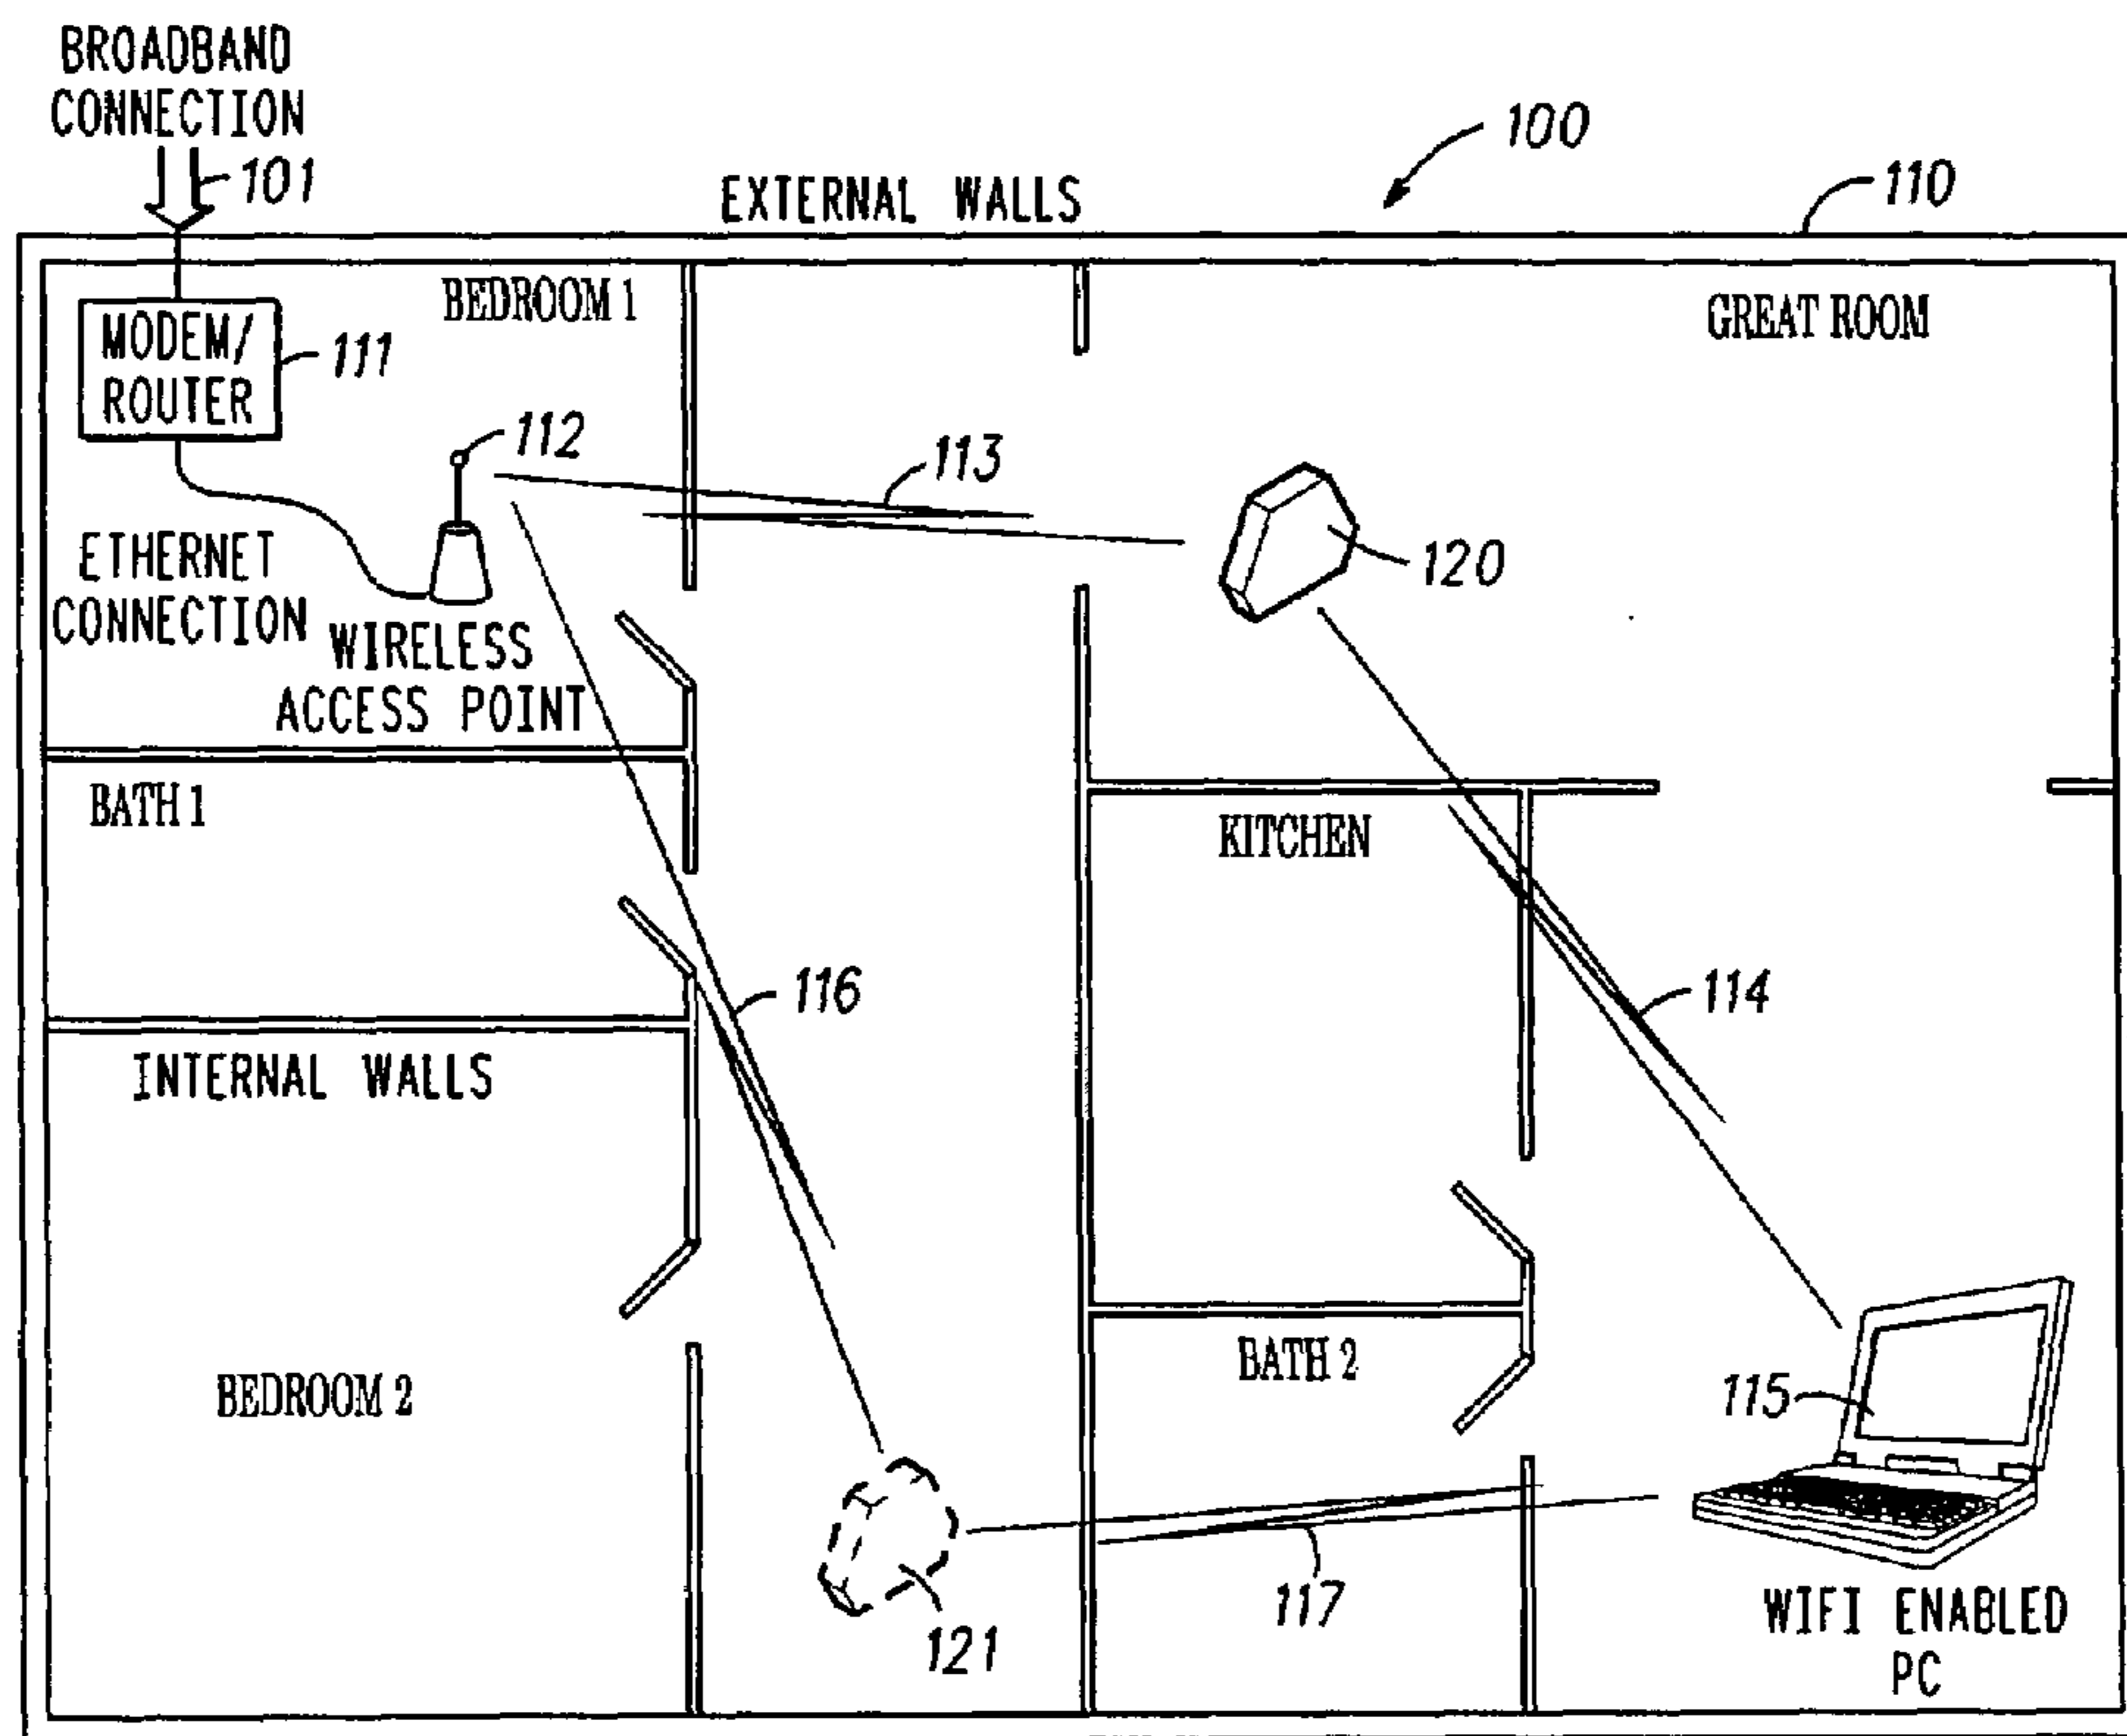 BROADBAND
CONNECTION
101
EXTERNAL WALLS
100
110
BEDROOM 1
GREAT ROOM
MODEM/
ROUTER
111
112
113
120
ETHERNET
CONNECTION
WIRELESS
ACCESS POINT
BATH 1
KITCHEN
116
114
INTERNAL WALLS
BEDROOM 2
BATH 2
115
117
121
WIFI ENABLED
PC